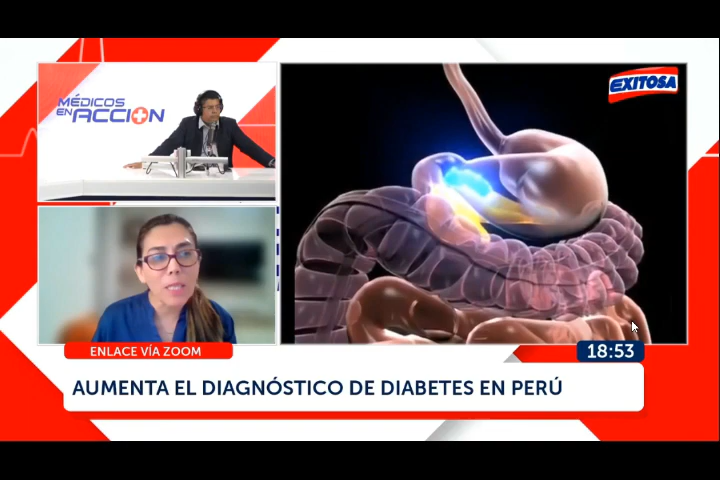 MÉDICOS
EN ACCIÓN
EXITOSA
ENLACE VÍA ZOOM
18:53
AUMENTA EL DIAGNÓSTICO DE DIABETES EN PERÚ